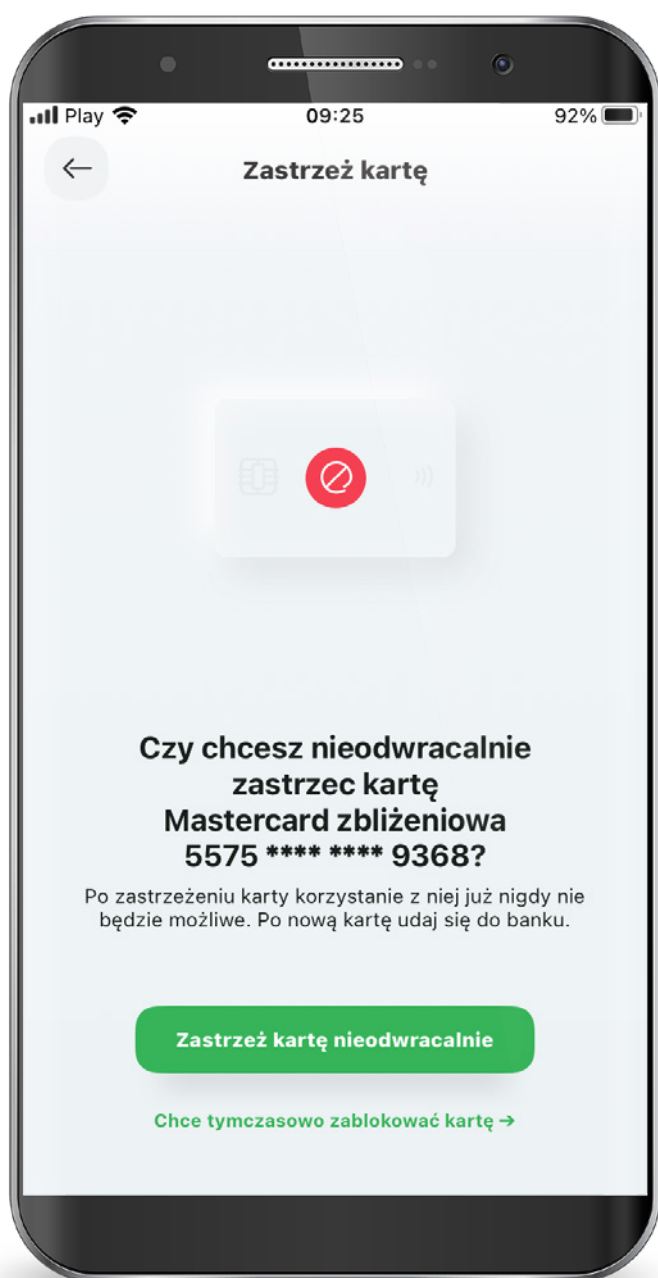 Play 09:25 92%
Zastrzeż kartę
Czy chcesz nieodwracalnie
zastrzec kartę
Mastercard zbliżeniowa
5575 **** **** 9368?
Po zastrzeżeniu karty korzystanie z niej już nigdy nie
będzie możliwe. Po nową kartę udaj się do banku.
Zastrzeż kartę nieodwracalnie
Chce tymczasowo zablokować kartę →